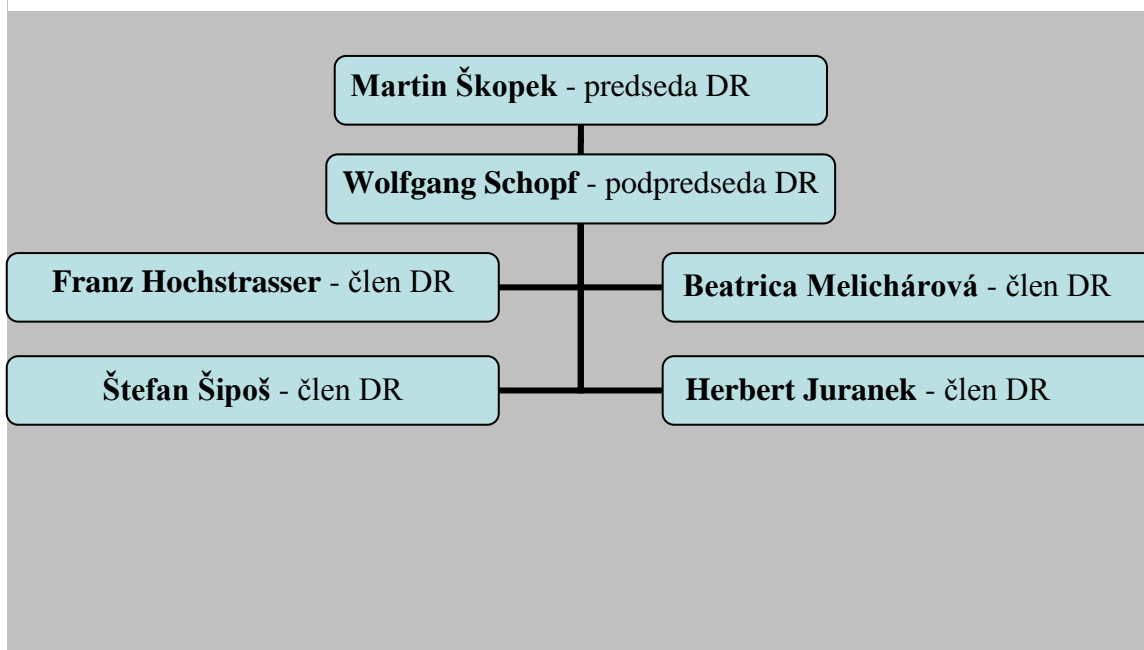 Martin Škopek - predseda DR
Wolfgang Schopf - podpredseda DR
Franz Hochstrasser - člen DR
Beatrica Melichárová - člen DR
Štefan Šipoš - člen DR
Herbert Juranek - člen DR